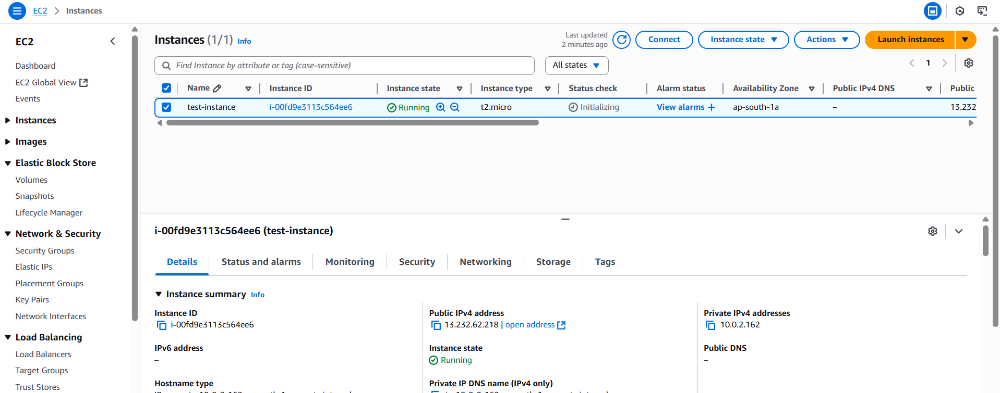 EC2 > Instances
EC2
Dashboard
EC2 Global View
Events
Instances
Images
Elastic Block Store
Volumes
Snapshots
Lifecycle Manager
Network & Security
Security Groups
Elastic IPs
Placement Groups
Key Pairs
Network Interfaces
Load Balancing
Load Balancers
Target Groups
Trust Stores
Instances (1/1) Info
Last updated
2 minutes ago
Connect
Instance state
Actions
Launch instances
Find Instance by attribute or tag (case-sensitive)
All states
1
Name Instance ID Instance state Instance type Status check Alarm status Availability Zone Public IPv4 DNS Public
test-instance i-00fd9e3113c564ee6 Running t2.micro Initializing View alarms + ap-south-1a – 13.232
i-00fd9e3113c564ee6 (test-instance)
Details Status and alarms Monitoring Security Networking Storage Tags
Instance summary Info
Instance ID
i-00fd9e3113c564ee6
Public IPv4 address
13.232.62.218 | open address
Private IPv4 addresses
10.0.2.162
IPv6 address
–
Instance state
Running
Public DNS
–
Hostname type
Private IP DNS name (IPv4 only)